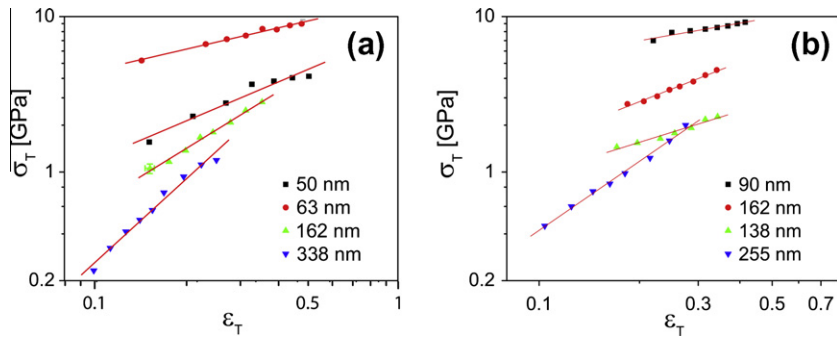 10
(a)
σT [GPa]
1
50 nm
63 nm
162 nm
338 nm
0.2
0.1
0.5
1
εT
10
(b)
σT [GPa]
1
90 nm
162 nm
138 nm
255 nm
0.2
0.1
0.3
0.5
0.7
εT